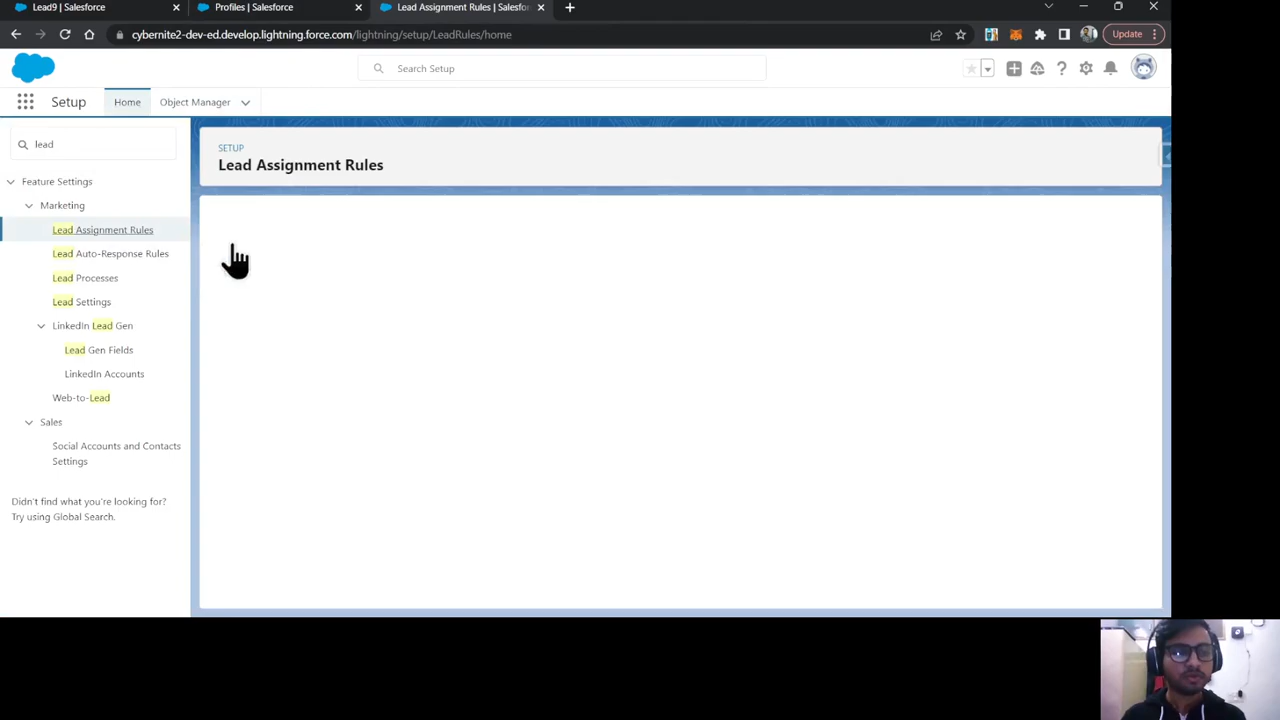 Lead9 | Salesforce
Profiles | Salesforce
Lead Assignment Rules | Salesforc
cybernite2-dev-ed.develop.lightning.force.com/lightning/setup/LeadRules/home
Update
Search Setup
Setup
Home
Object Manager
lead
Feature Settings
Marketing
Lead Assignment Rules
Lead Auto-Response Rules
Lead Processes
Lead Settings
LinkedIn Lead Gen
Lead Gen Fields
LinkedIn Accounts
Web-to-Lead
Sales
Social Accounts and Contacts
Settings
Didn't find what you're looking for?
Try using Global Search.
SETUP
Lead Assignment Rules